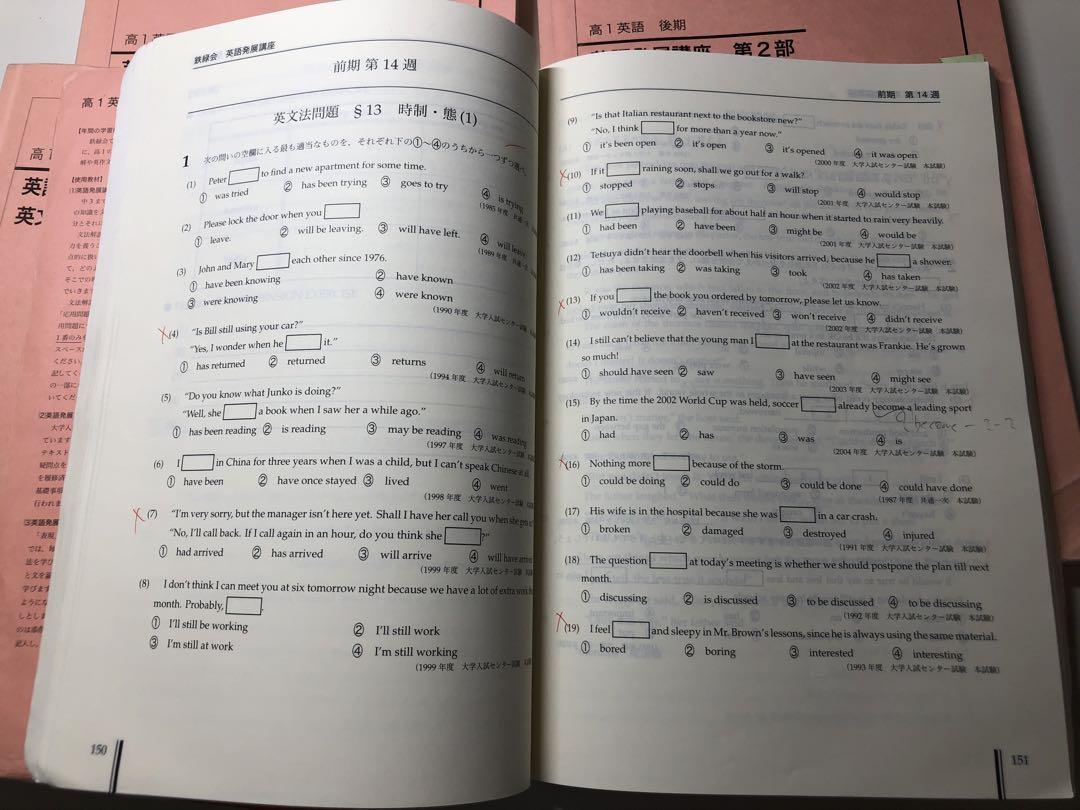 高1英語 後期
第2部
鉄緑会 英語発展講座
前期 第14週
英文法問題 §13 時制・態(1)
1 次の問いの空欄に入る最も適当なものを、それぞれ下の①～④のうちから一つずつ選べ。
(1) Peter to find a new apartment for some time.
① was tried ② has been trying ③ goes to try ④ is trying
(1985年度 共通一次
(2) Please lock the door when you
① leave. ② will be leaving. ③ will have left. ④ will leave.
(1989年度 共通一次
(3) John and Mary each other since 1976.
① have been knowing ② have known
③ were knowing ④ were known
(1990年度 大学入試センター試験
(4) “Is Bill still using your car?”
“Yes, I wonder when he it.”
① has returned ② returned ③ returns ④ will return
(1994年度 大学入試センター試験
(5) “Do you know what Junko is doing?”
“Well, she a book when I saw her a while ago.”
① has been reading ② is reading ③ may be reading ④ was reading
(1997年度 大学入試センター試験
(6) I in China for three years when I was a child, but I can’t speak Chinese at all.
① have been ② have once stayed ③ lived ④ went
(1998年度 大学入試センター試験
(7) “I’m very sorry, but the manager isn’t here yet. Shall I have her call you when she gets
“No, I’ll call back. If I call again in an hour, do you think she ?”
① had arrived ② has arrived ③ will arrive ④ will have arrived
(1999年度 大学入試センター試験
(8) I don’t think I can meet you at six tomorrow night because we have a lot of extra work
month. Probably, .
① I’ll still be working ② I’ll still work
③ I’m still at work ④ I’m still working
(1999年度 大学入試センター試験
150
前期 第14週
(9) “Is that Italian restaurant next to the bookstore new?”
“No, I think for more than a year now.”
① it’s been open ② it’s open ③ it’s opened ④ it was open
(2000年度 大学入試センター試験 本試験)
(10) If it raining soon, shall we go out for a walk?
① stopped ② stops ③ will stop ④ would stop
(2001年度 大学入試センター試験 本試験)
(11) We playing baseball for about half an hour when it started to rain very heavily.
① had been ② have been ③ might be ④ would be
(2001年度 大学入試センター試験 本試験)
(12) Tetsuya didn’t hear the doorbell when his visitors arrived, because he a shower.
① has been taking ② was taking ③ took ④ has taken
(2002年度 大学入試センター試験 本試験)
(13) If you the book you ordered by tomorrow, please let us know.
① wouldn’t receive ② haven’t received ③ won’t receive ④ didn’t receive
(2002年度 大学入試センター試験 本試験)
(14) I still can’t believe that the young man I at the restaurant was Frankie. He’s grown
so much!
① should have seen ② saw ③ have seen ④ might see
(2003年度 大学入試センター試験 本試験)
(15) By the time the 2002 World Cup was held, soccer already become a leading sport
in Japan.
become
① had ② has ③ was ④ is
(2004年度 大学入試センター試験 本試験)
(16) Nothing more because of the storm.
① could be doing ② could do ③ could be done ④ could have done
(1987年度 共通一次 本試験)
(17) His wife is in the hospital because she was in a car crash.
① broken ② damaged ③ destroyed ④ injured
(1991年度 大学入試センター試験 本試験)
(18) The question at today’s meeting is whether we should postpone the plan till next
month.
① discussing ② is discussed ③ to be discussed ④ to be discussing
(1992年度 大学入試センター試験 本試験)
(19) I feel and sleepy in Mr. Brown’s lessons, since he is always using the same material.
① bored ② boring ③ interested ④ interesting
(1993年度 大学入試センター試験 本試験)
151